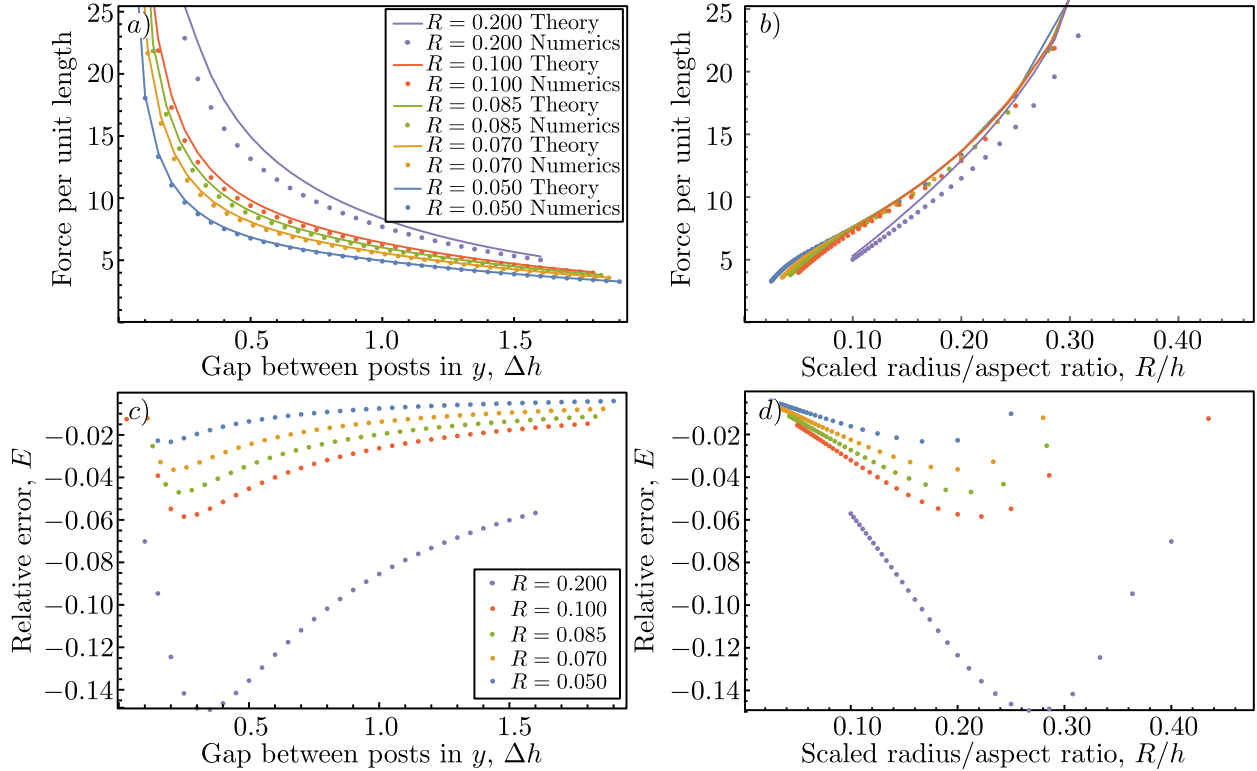 a)
25
20
15
10
5
Force per unit length
0.5
1.0
1.5
Gap between posts in y, Δh
R = 0.200 Theory
R = 0.200 Numerics
R = 0.100 Theory
R = 0.100 Numerics
R = 0.085 Theory
R = 0.085 Numerics
R = 0.070 Theory
R = 0.070 Numerics
R = 0.050 Theory
R = 0.050 Numerics
b)
25
20
15
10
5
Force per unit length
0.10
0.20
0.30
0.40
Scaled radius/aspect ratio, R/h
c)
−0.02
−0.04
−0.06
−0.08
−0.10
−0.12
−0.14
Relative error, E
0.5
1.0
1.5
Gap between posts in y, Δh
R = 0.200
R = 0.100
R = 0.085
R = 0.070
R = 0.050
d)
−0.02
−0.04
−0.06
−0.08
−0.10
−0.12
−0.14
Relative error, E
0.10
0.20
0.30
0.40
Scaled radius/aspect ratio, R/h